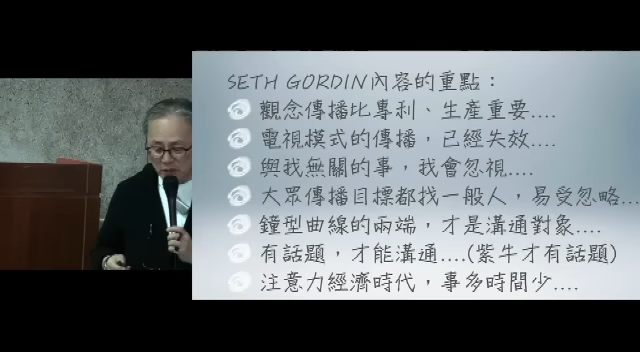 SETH GORDIN內容的重點：
觀念傳播比專利、生產重要....
電視模式的傳播，已經失效....
與我無關的事，我會忽視....
大眾傳播目標都找一般人，易受忽略...
鐘型曲線的兩端，才是溝通對象....
有話題，才能溝通....(紫牛才有話題)
注意力經濟時代，事多時間少....